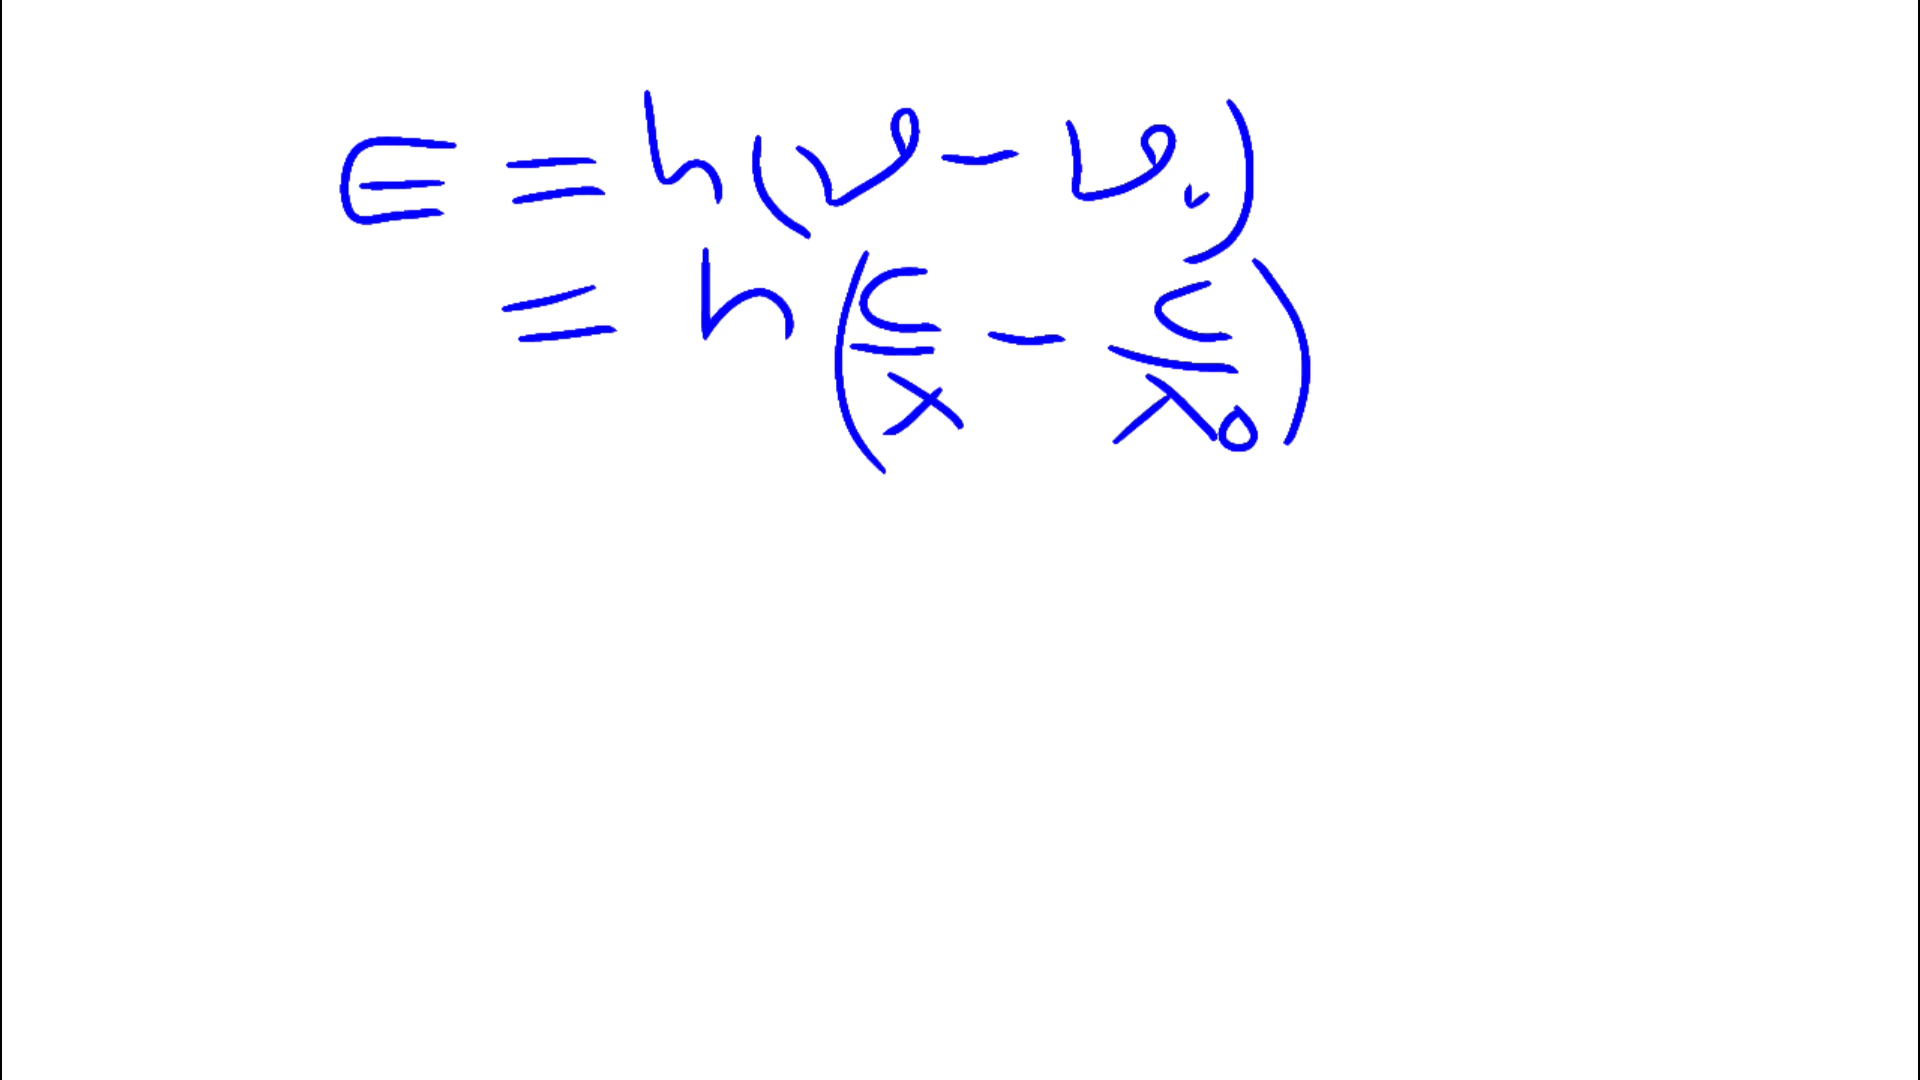 E = h(ν - ν₀)
= h(c/λ - c/λ₀)